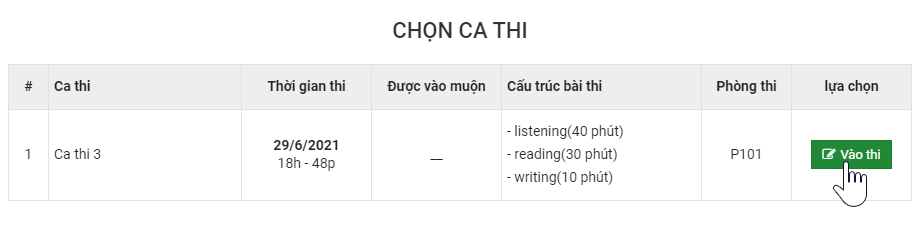 CHỌN CA THI
# Ca thi Thời gian thi Được vào muộn Cấu trúc bài thi Phòng thi lựa chọn
1 Ca thi 3 29/6/2021 18h - 48p __ - listening(40 phút) - reading(30 phút) - writing(10 phút) P101 Vào thi